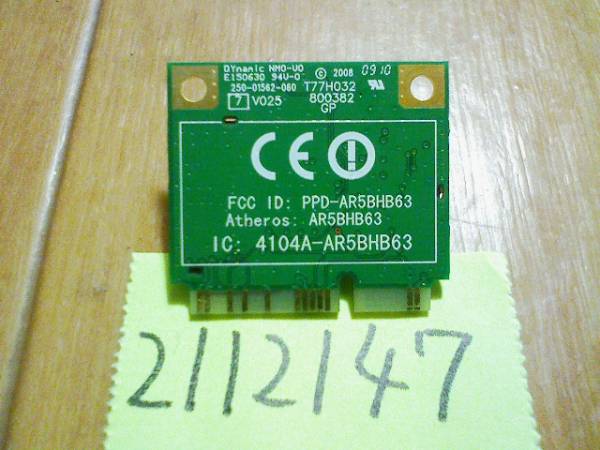 DYnamic NMO-VO
E150630 94V-0 © 2008 0910
250-01562-060 T77H032
7 V025 800382
GP
CE
FCC ID: PPD-AR5BHB63
Atheros: AR5BHB63
IC: 4104A-AR5BHB63
2112147